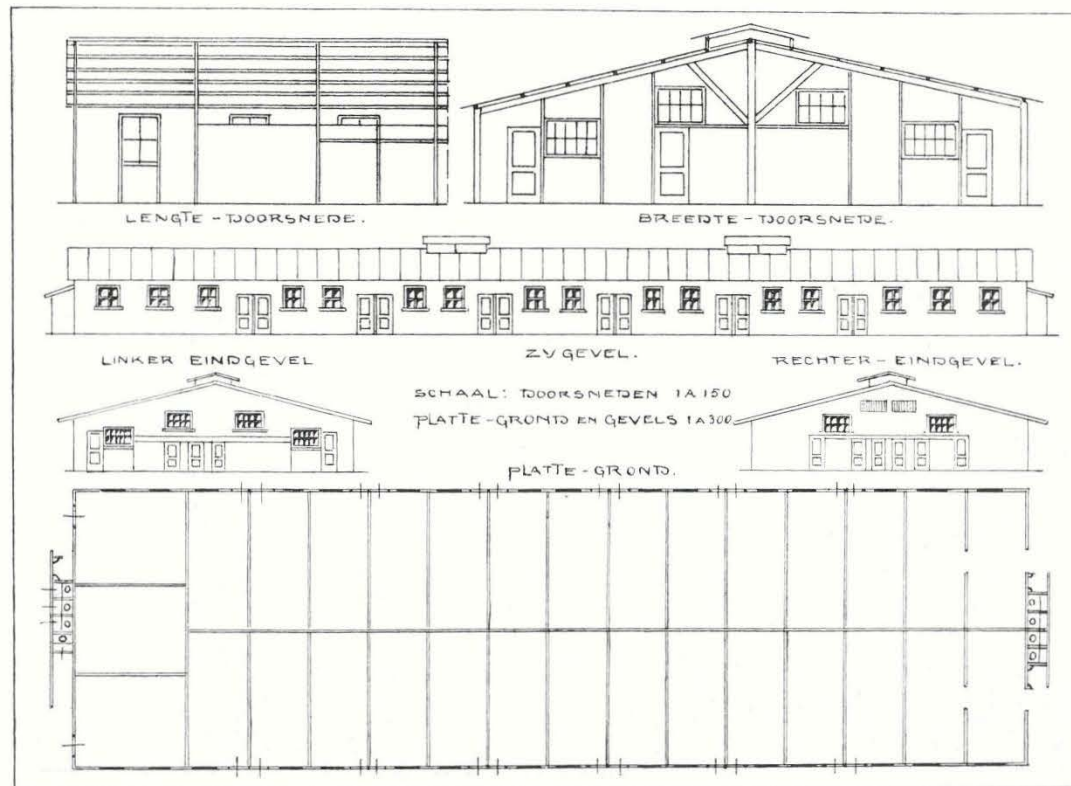 LENGTE-DOORSNEDE.
BREEDTE-DOORSNEDE.
ZIJGEVEL.
LINKER EINDGEVEL
RECHTER-EINDGEVEL.
SCHAAL: DOORSNEDEN 1 A 150
PLATTE-GROND EN GEVELS 1 A 300
PLATTE-GROND.